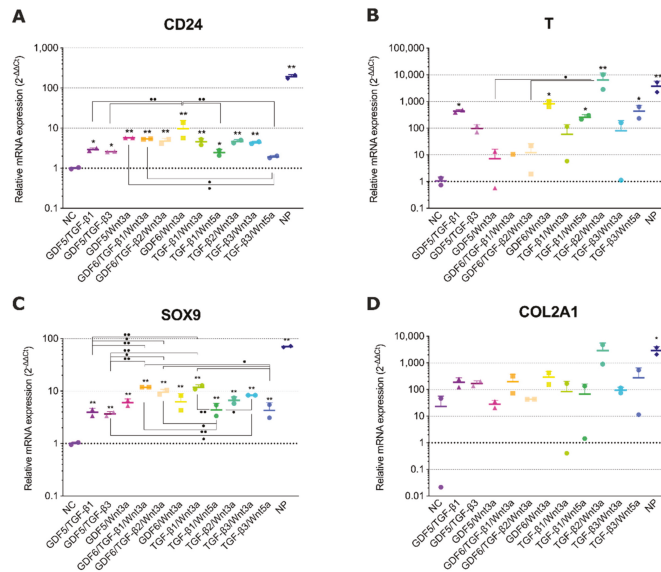 A
CD24
Relative mRNA expression (2-ΔΔCt)
1,000
100
10
1
0.1
NC
GDF5/TGF-β1
GDF5/TGF-β3
GDF5/Wnt3a
GDF6/TGF-β1/Wnt3a
GDF6/TGF-β2/Wnt3a
GDF6/Wnt3a
TGF-β1/Wnt3a
TGF-β1/Wnt5a
TGF-β2/Wnt3a
TGF-β3/Wnt3a
TGF-β3/Wnt5a
NP
B
T
Relative mRNA expression (2-ΔΔCt)
100,000
10,000
1,000
100
10
1
0.1
NC
GDF5/TGF-β1
GDF5/TGF-β3
GDF5/Wnt3a
GDF6/TGF-β1/Wnt3a
GDF6/TGF-β2/Wnt3a
GDF6/Wnt3a
TGF-β1/Wnt3a
TGF-β1/Wnt5a
TGF-β2/Wnt3a
TGF-β3/Wnt3a
TGF-β3/Wnt5a
NP
C
SOX9
Relative mRNA expression (2-ΔΔCt)
100
10
1
0.1
NC
GDF5/TGF-β1
GDF5/TGF-β3
GDF5/Wnt3a
GDF6/TGF-β1/Wnt3a
GDF6/TGF-β2/Wnt3a
GDF6/Wnt3a
TGF-β1/Wnt3a
TGF-β1/Wnt5a
TGF-β2/Wnt3a
TGF-β3/Wnt3a
TGF-β3/Wnt5a
NP
D
COL2A1
Relative mRNA expression (2-ΔΔCt)
100,000
10,000
1,000
100
10
1
0.1
0.01
NC
GDF5/TGF-β1
GDF5/TGF-β3
GDF5/Wnt3a
GDF6/TGF-β1/Wnt3a
GDF6/TGF-β2/Wnt3a
GDF6/Wnt3a
TGF-β1/Wnt3a
TGF-β1/Wnt5a
TGF-β2/Wnt3a
TGF-β3/Wnt3a
TGF-β3/Wnt5a
NP